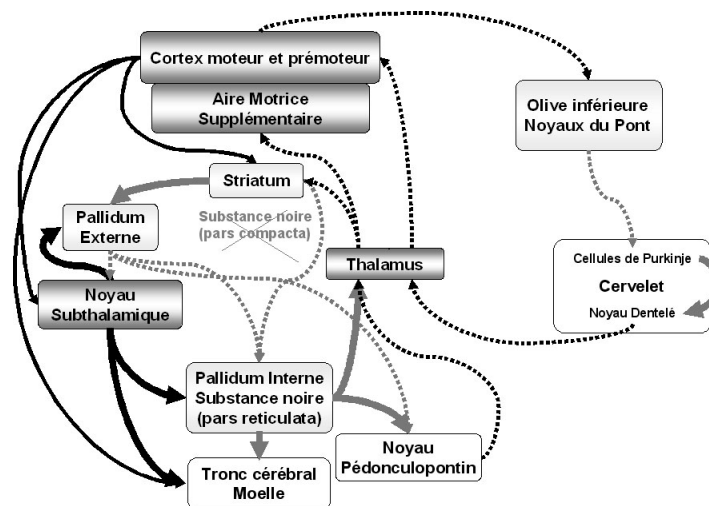 Cortex moteur et prémoteur
Aire Motrice
Supplémentaire
Olive inférieure
Noyaux du Pont
Striatum
Substance noire
(pars compacta)
Pallidum
Externe
Thalamus
Cellules de Purkinje
Cervelet
Noyau Dentelé
Noyau
Subthalamique
Pallidum Interne
Substance noire
(pars reticulata)
Noyau
Pédonculopontin
Tronc cérébral
Moelle